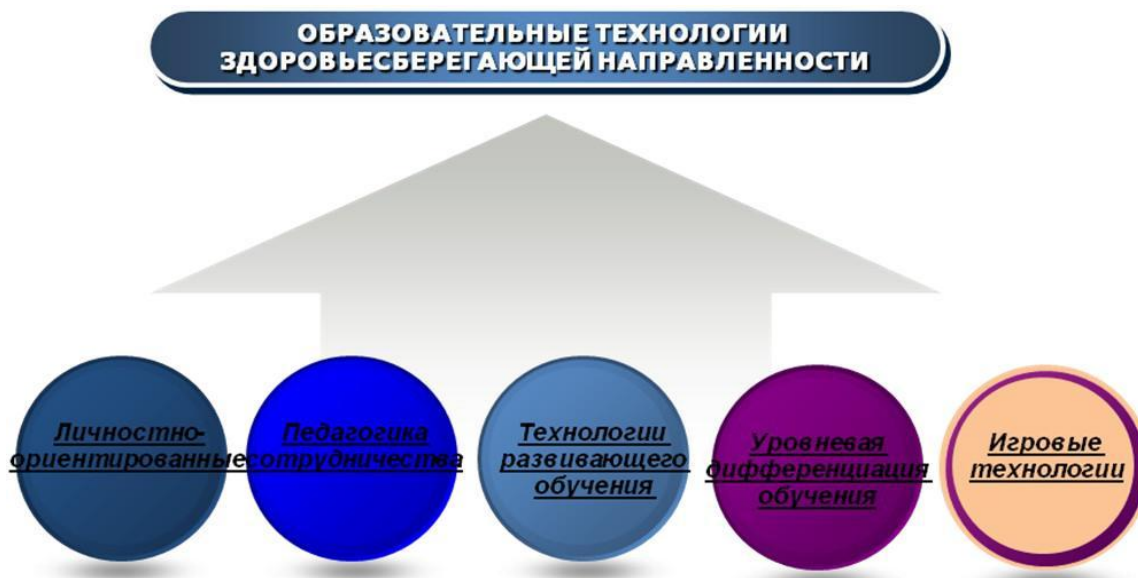 ОБРАЗОВАТЕЛЬНЫЕ ТЕХНОЛОГИИ
ЗДОРОВЬЕСБЕРЕГАЮЩЕЙ НАПРАВЛЕННОСТИ
Личностно-
ориентированные
Педагогика
сотрудничества
Технологии
развивающего
обучения
Уровневая
дифференциация
обучения
Игровые
технологии